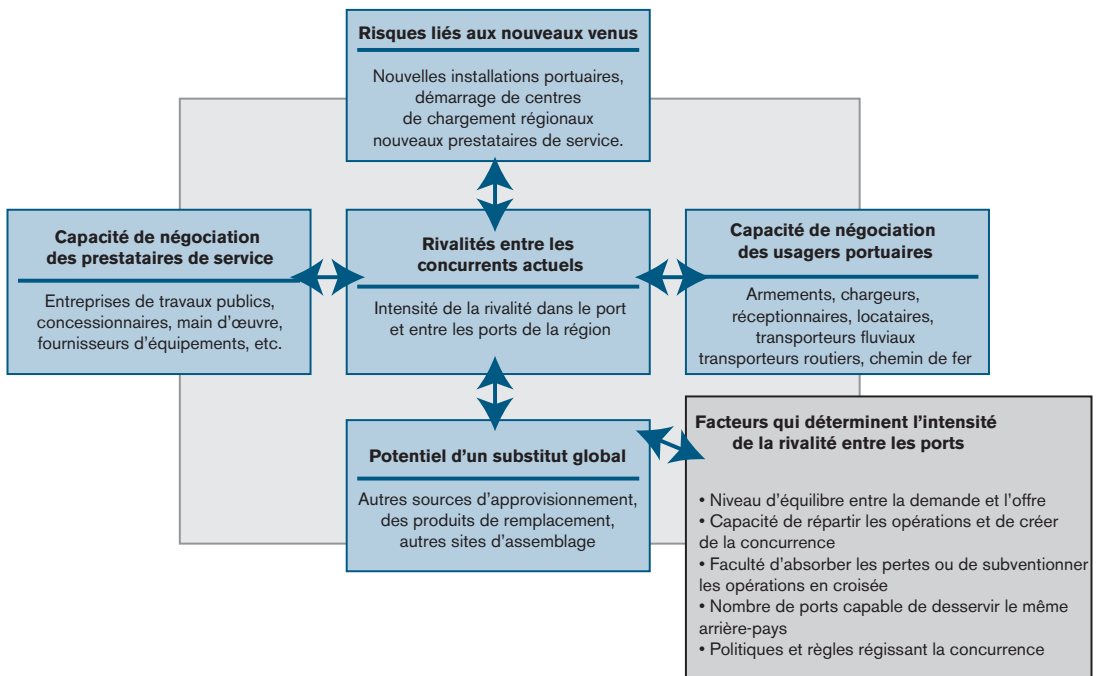 Risques liés aux nouveaux venus
Nouvelles installations portuaires,
démarrage de centres
de chargement régionaux
nouveaux prestataires de service.
Capacité de négociation
des prestataires de service
Entreprises de travaux publics,
concessionnaires, main d'œuvre,
fournisseurs d'équipements, etc.
Rivalités entre les
concurrents actuels
Intensité de la rivalité dans le port
et entre les ports de la région
Capacité de négociation
des usagers portuaires
Armements, chargeurs,
réceptionnaires, locataires,
transporteurs fluviaux
transporteurs routiers, chemin de fer
Potentiel d'un substitut global
Autres sources d'approvisionnement,
des produits de remplacement,
autres sites d'assemblage
Facteurs qui déterminent l'intensité
de la rivalité entre les ports
• Niveau d'équilibre entre la demande et l'offre
• Capacité de répartir les opérations et de créer
de la concurrence
• Faculté d'absorber les pertes ou de subventionner
les opérations en croisée
• Nombre de ports capable de desservir le même
arrière-pays
• Politiques et règles régissant la concurrence